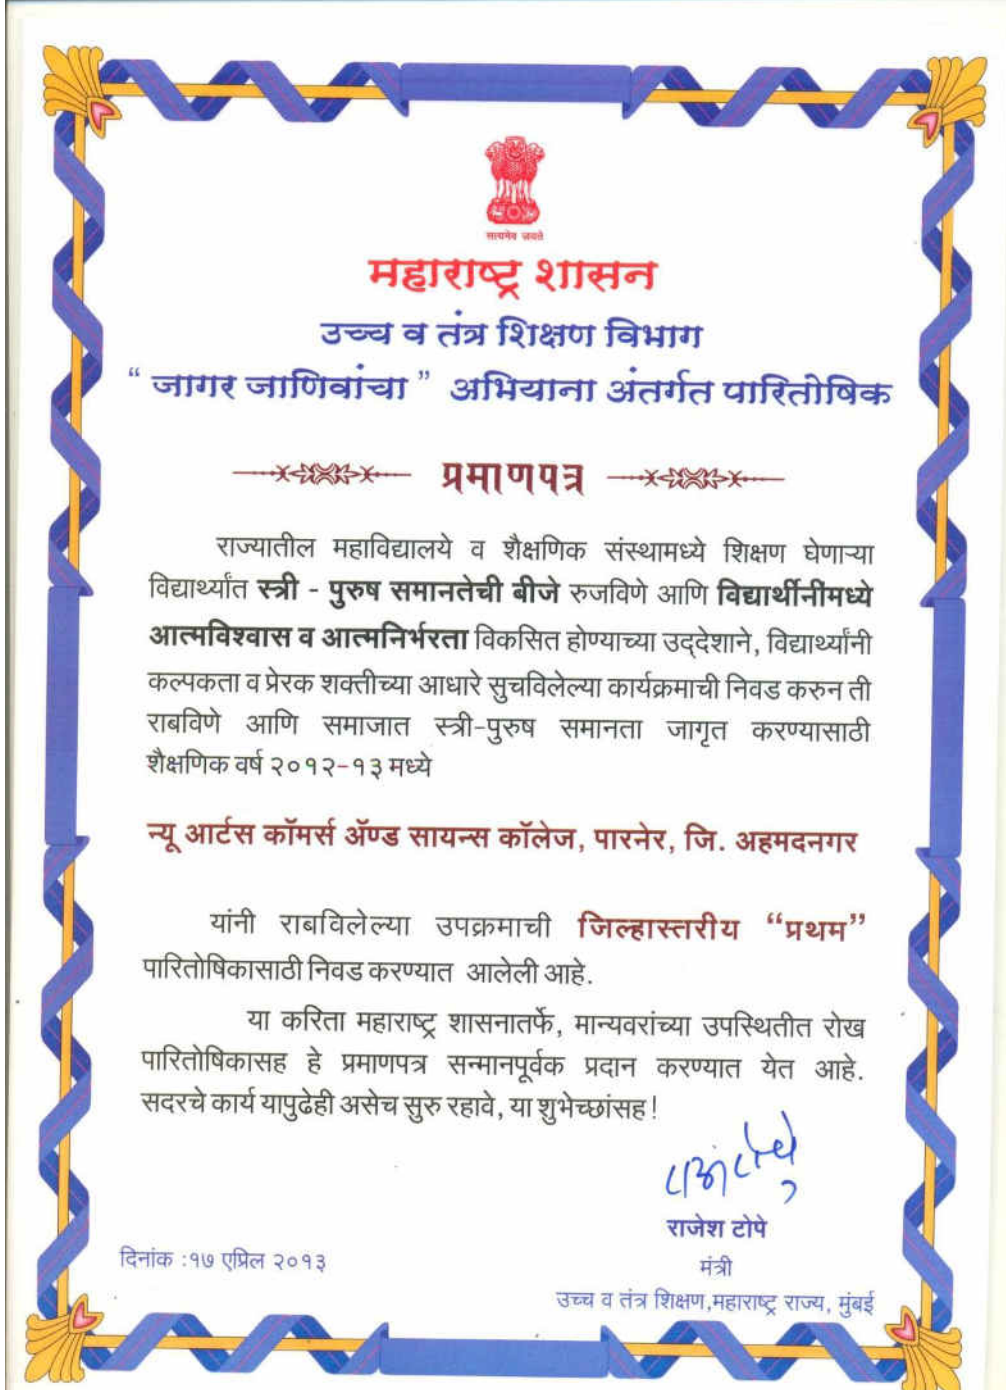 सत्यमेव जयते
महाराष्ट्र शासन
उच्च व तंत्र शिक्षण विभाग
“ जागर जाणिवांचा ” अभियाना अंतर्गत पारितोषिक
प्रमाणपत्र
राज्यातील महाविद्यालये व शैक्षणिक संस्थामध्ये शिक्षण घेणाऱ्या
विद्यार्थ्यांत स्त्री - पुरुष समानतेची बीजे रुजविणे आणि विद्यार्थीनींमध्ये
आत्मविश्वास व आत्मनिर्भरता विकसित होण्याच्या उद्‌देशाने, विद्यार्थ्यांनी
कल्पकता व प्रेरक शक्तीच्या आधारे सुचविलेल्या कार्यक्रमाची निवड करुन ती
राबविणे आणि समाजात स्त्री-पुरुष समानता जागृत करण्यासाठी
शैक्षणिक वर्ष २०१२-१३ मध्ये
न्यू आर्टस कॉमर्स ॲण्ड सायन्स कॉलेज, पारनेर, जि. अहमदनगर
यांनी राबविलेल्या उपक्रमाची जिल्हास्तरीय “प्रथम”
पारितोषिकासाठी निवड करण्यात आलेली आहे.
या करिता महाराष्ट्र शासनातर्फे, मान्यवरांच्या उपस्थितीत रोख
पारितोषिकासह हे प्रमाणपत्र सन्मानपूर्वक प्रदान करण्यात येत आहे.
सदरचे कार्य यापुढेही असेच सुरु रहावे, या शुभेच्छांसह!
राजेश टोपे
दिनांक :१७ एप्रिल २०१३
मंत्री
उच्च व तंत्र शिक्षण,महाराष्ट्र राज्य, मुंबई